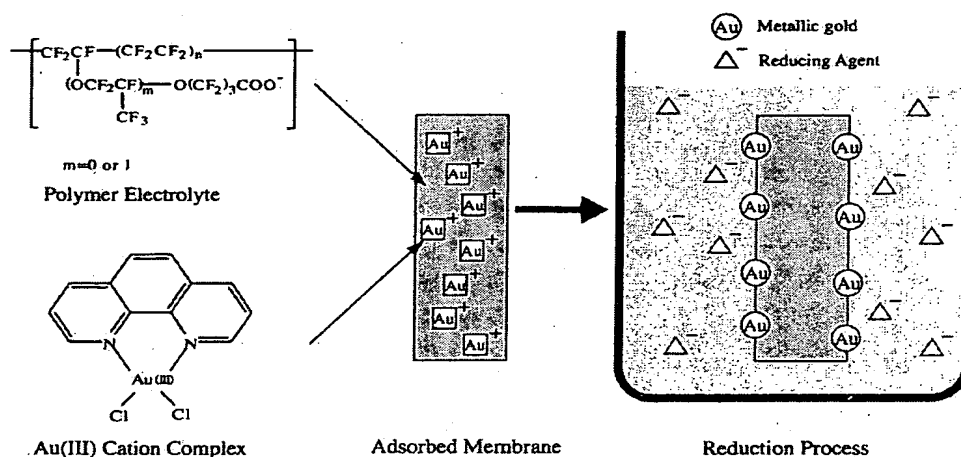 CF₂CF—(CF₂CF₂)n
(OCF₂CF)m—O(CF₂)₃COO⁻
CF₃
m=0 or 1
Polymer Electrolyte
N
N
Au(III)
Cl
Cl
Au(III) Cation Complex
Au +
Au +
Au +
Au +
Au +
Au +
Au +
Au +
Adsorbed Membrane
Au Metallic gold
− Reducing Agent
Au
Au
Au
Au
Au
Au
Au
Au
Reduction Process